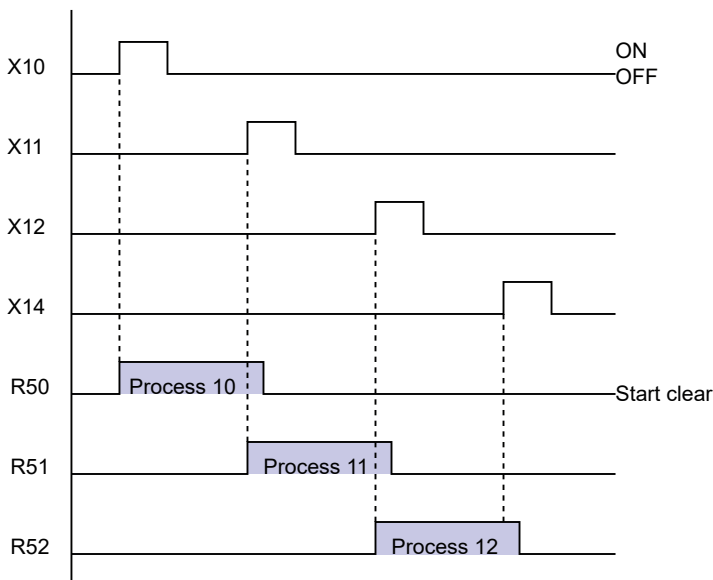 X10
ON
OFF
X11
X12
X14
R50
Process 10
Start clear
R51
Process 11
R52
Process 12